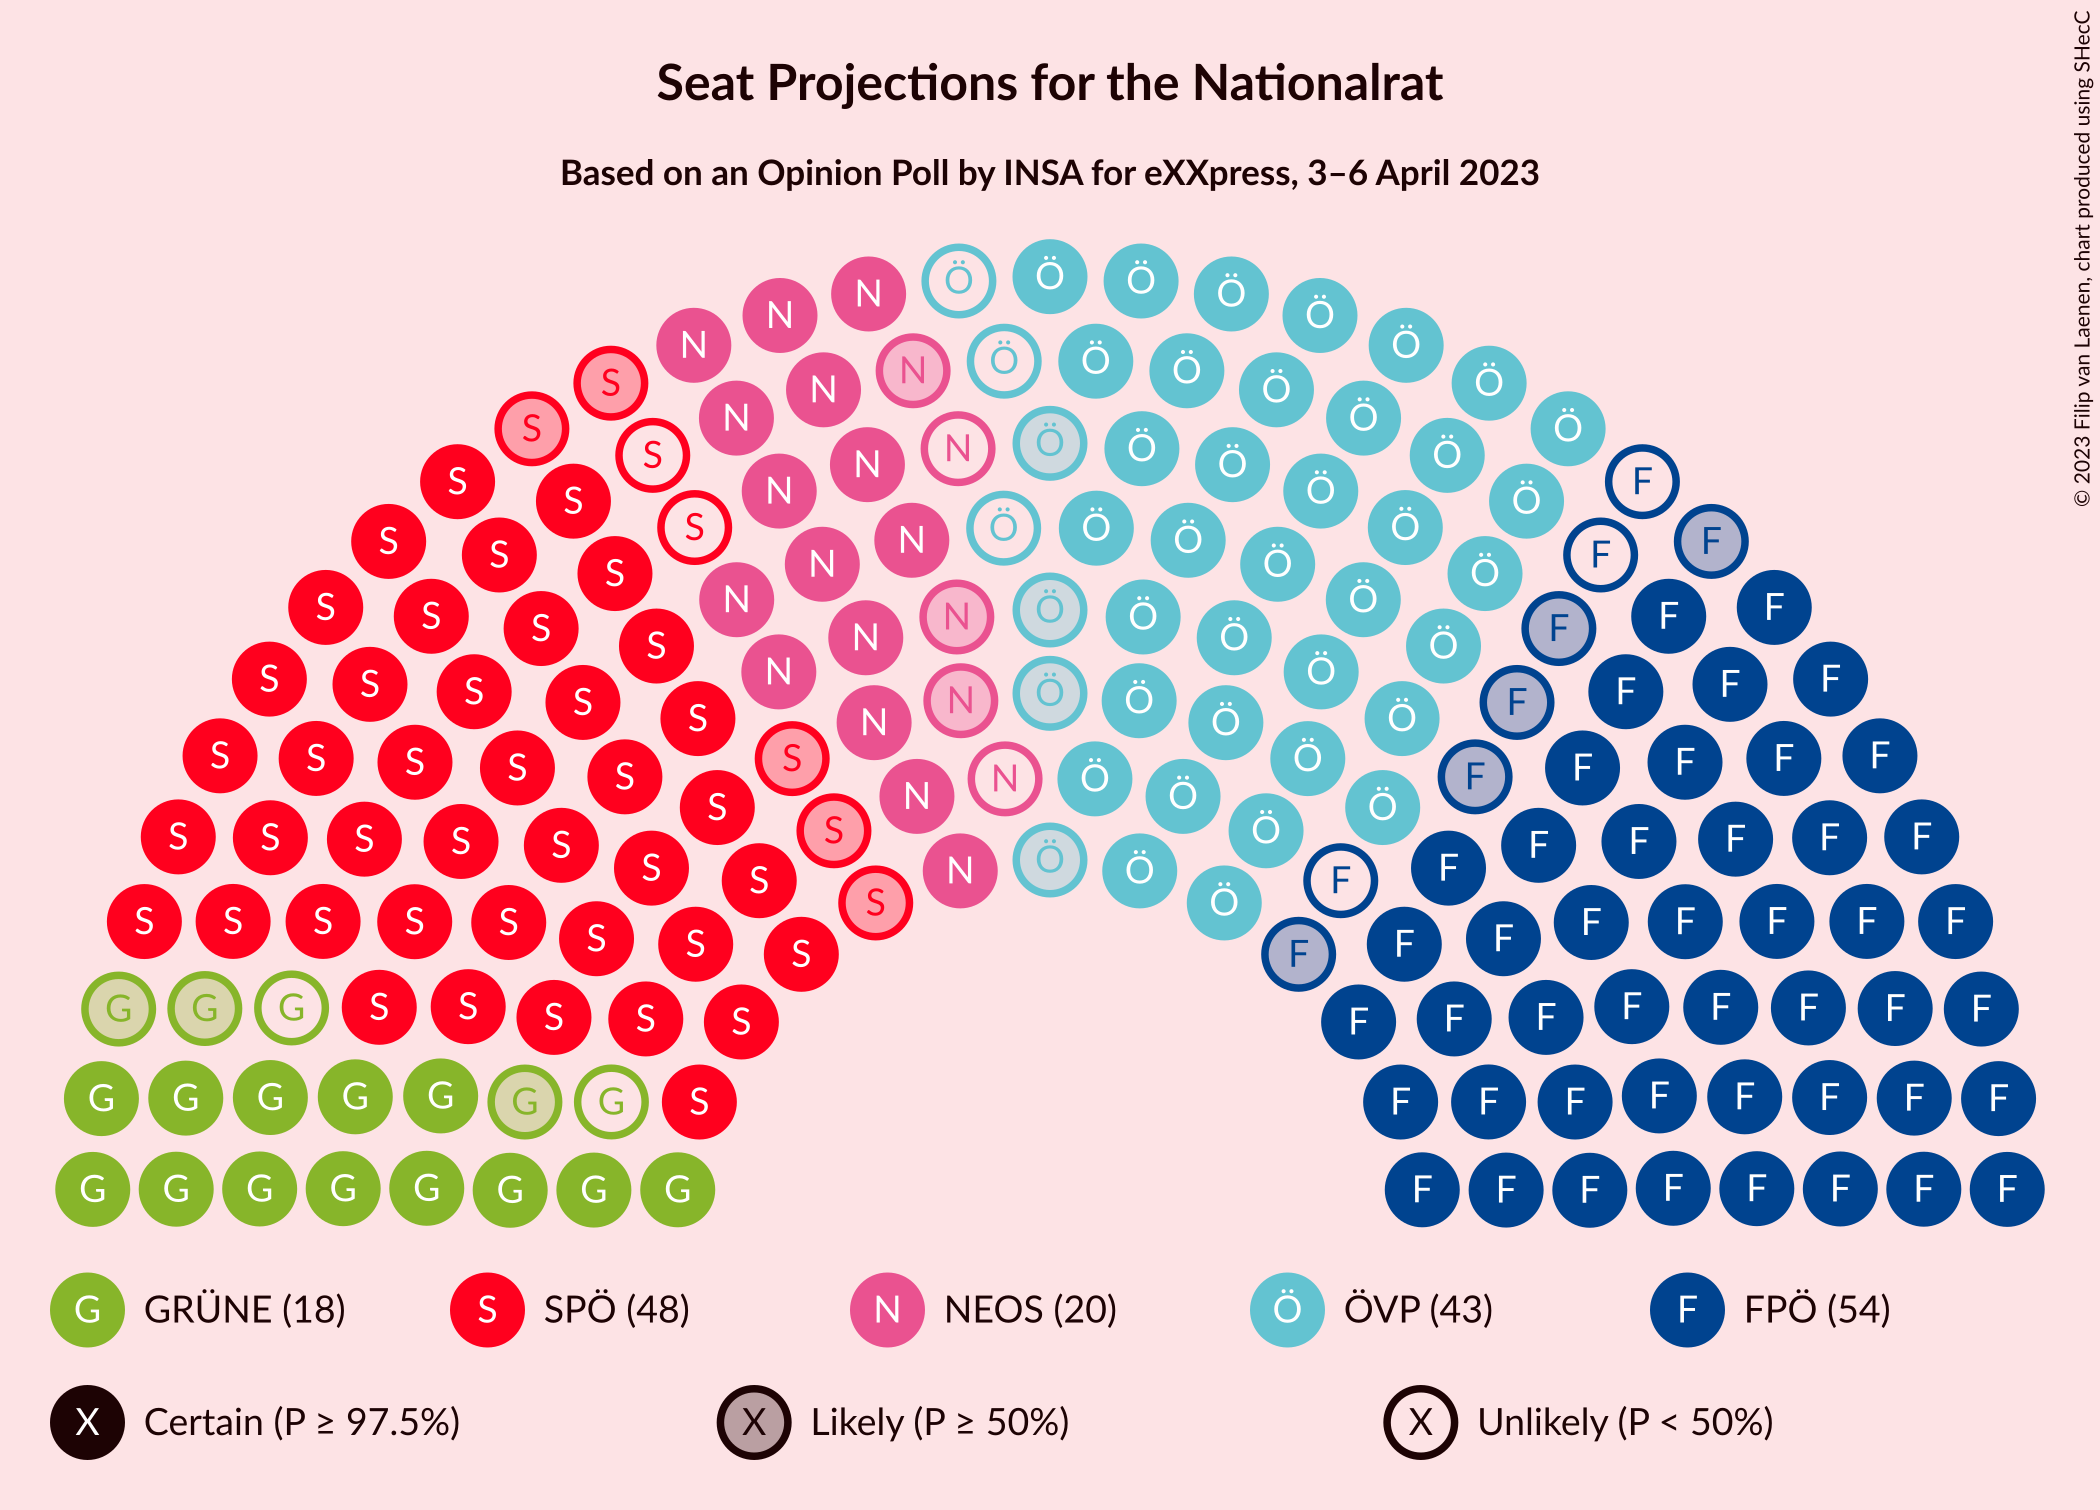 Seat Projections for the Nationalrat
Based on an Opinion Poll by INSA for eXXpress, 3–6 April 2023
© 2023 Filip van Laenen, chart produced using SHecC
N Ö Ö Ö Ö Ö
N N Ö Ö Ö Ö Ö Ö
S N N N Ö Ö Ö Ö Ö Ö
S S N N N Ö Ö Ö Ö Ö Ö F
S S S N N N Ö Ö Ö Ö Ö Ö F F
S S S S N N N Ö Ö Ö Ö Ö F F F
S S S S S N N N Ö Ö Ö Ö Ö F F F F
S S S S S S N N Ö Ö Ö Ö F F F F F
S S S S S S S N N Ö Ö Ö Ö F F F F F
S S S S S S S S N Ö Ö F F F F F F F
S S S S S S S S F F F F F F F F
G G G S S S S S F F F F F F F F
G G G G G G G S F F F F F F F F
G G G G G G G G F F F F F F F F
G GRÜNE (18) S SPÖ (48) N NEOS (20) Ö ÖVP (43) F FPÖ (54)
X Certain (P ≥ 97.5%) X Likely (P ≥ 50%) X Unlikely (P < 50%)